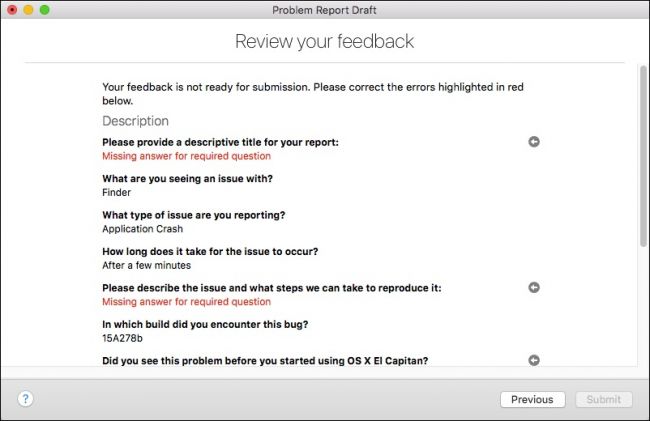 Problem Report Draft
Review your feedback
Your feedback is not ready for submission. Please correct the errors highlighted in red
below.
Description
Please provide a descriptive title for your report:
Missing answer for required question
What are you seeing an issue with?
Finder
What type of issue are you reporting?
Application Crash
How long does it take for the issue to occur?
After a few minutes
Please describe the issue and what steps we can take to reproduce it:
Missing answer for required question
In which build did you encounter this bug?
15A278b
Did you see this problem before you started using OS X El Capitan?
?
Previous
Submit